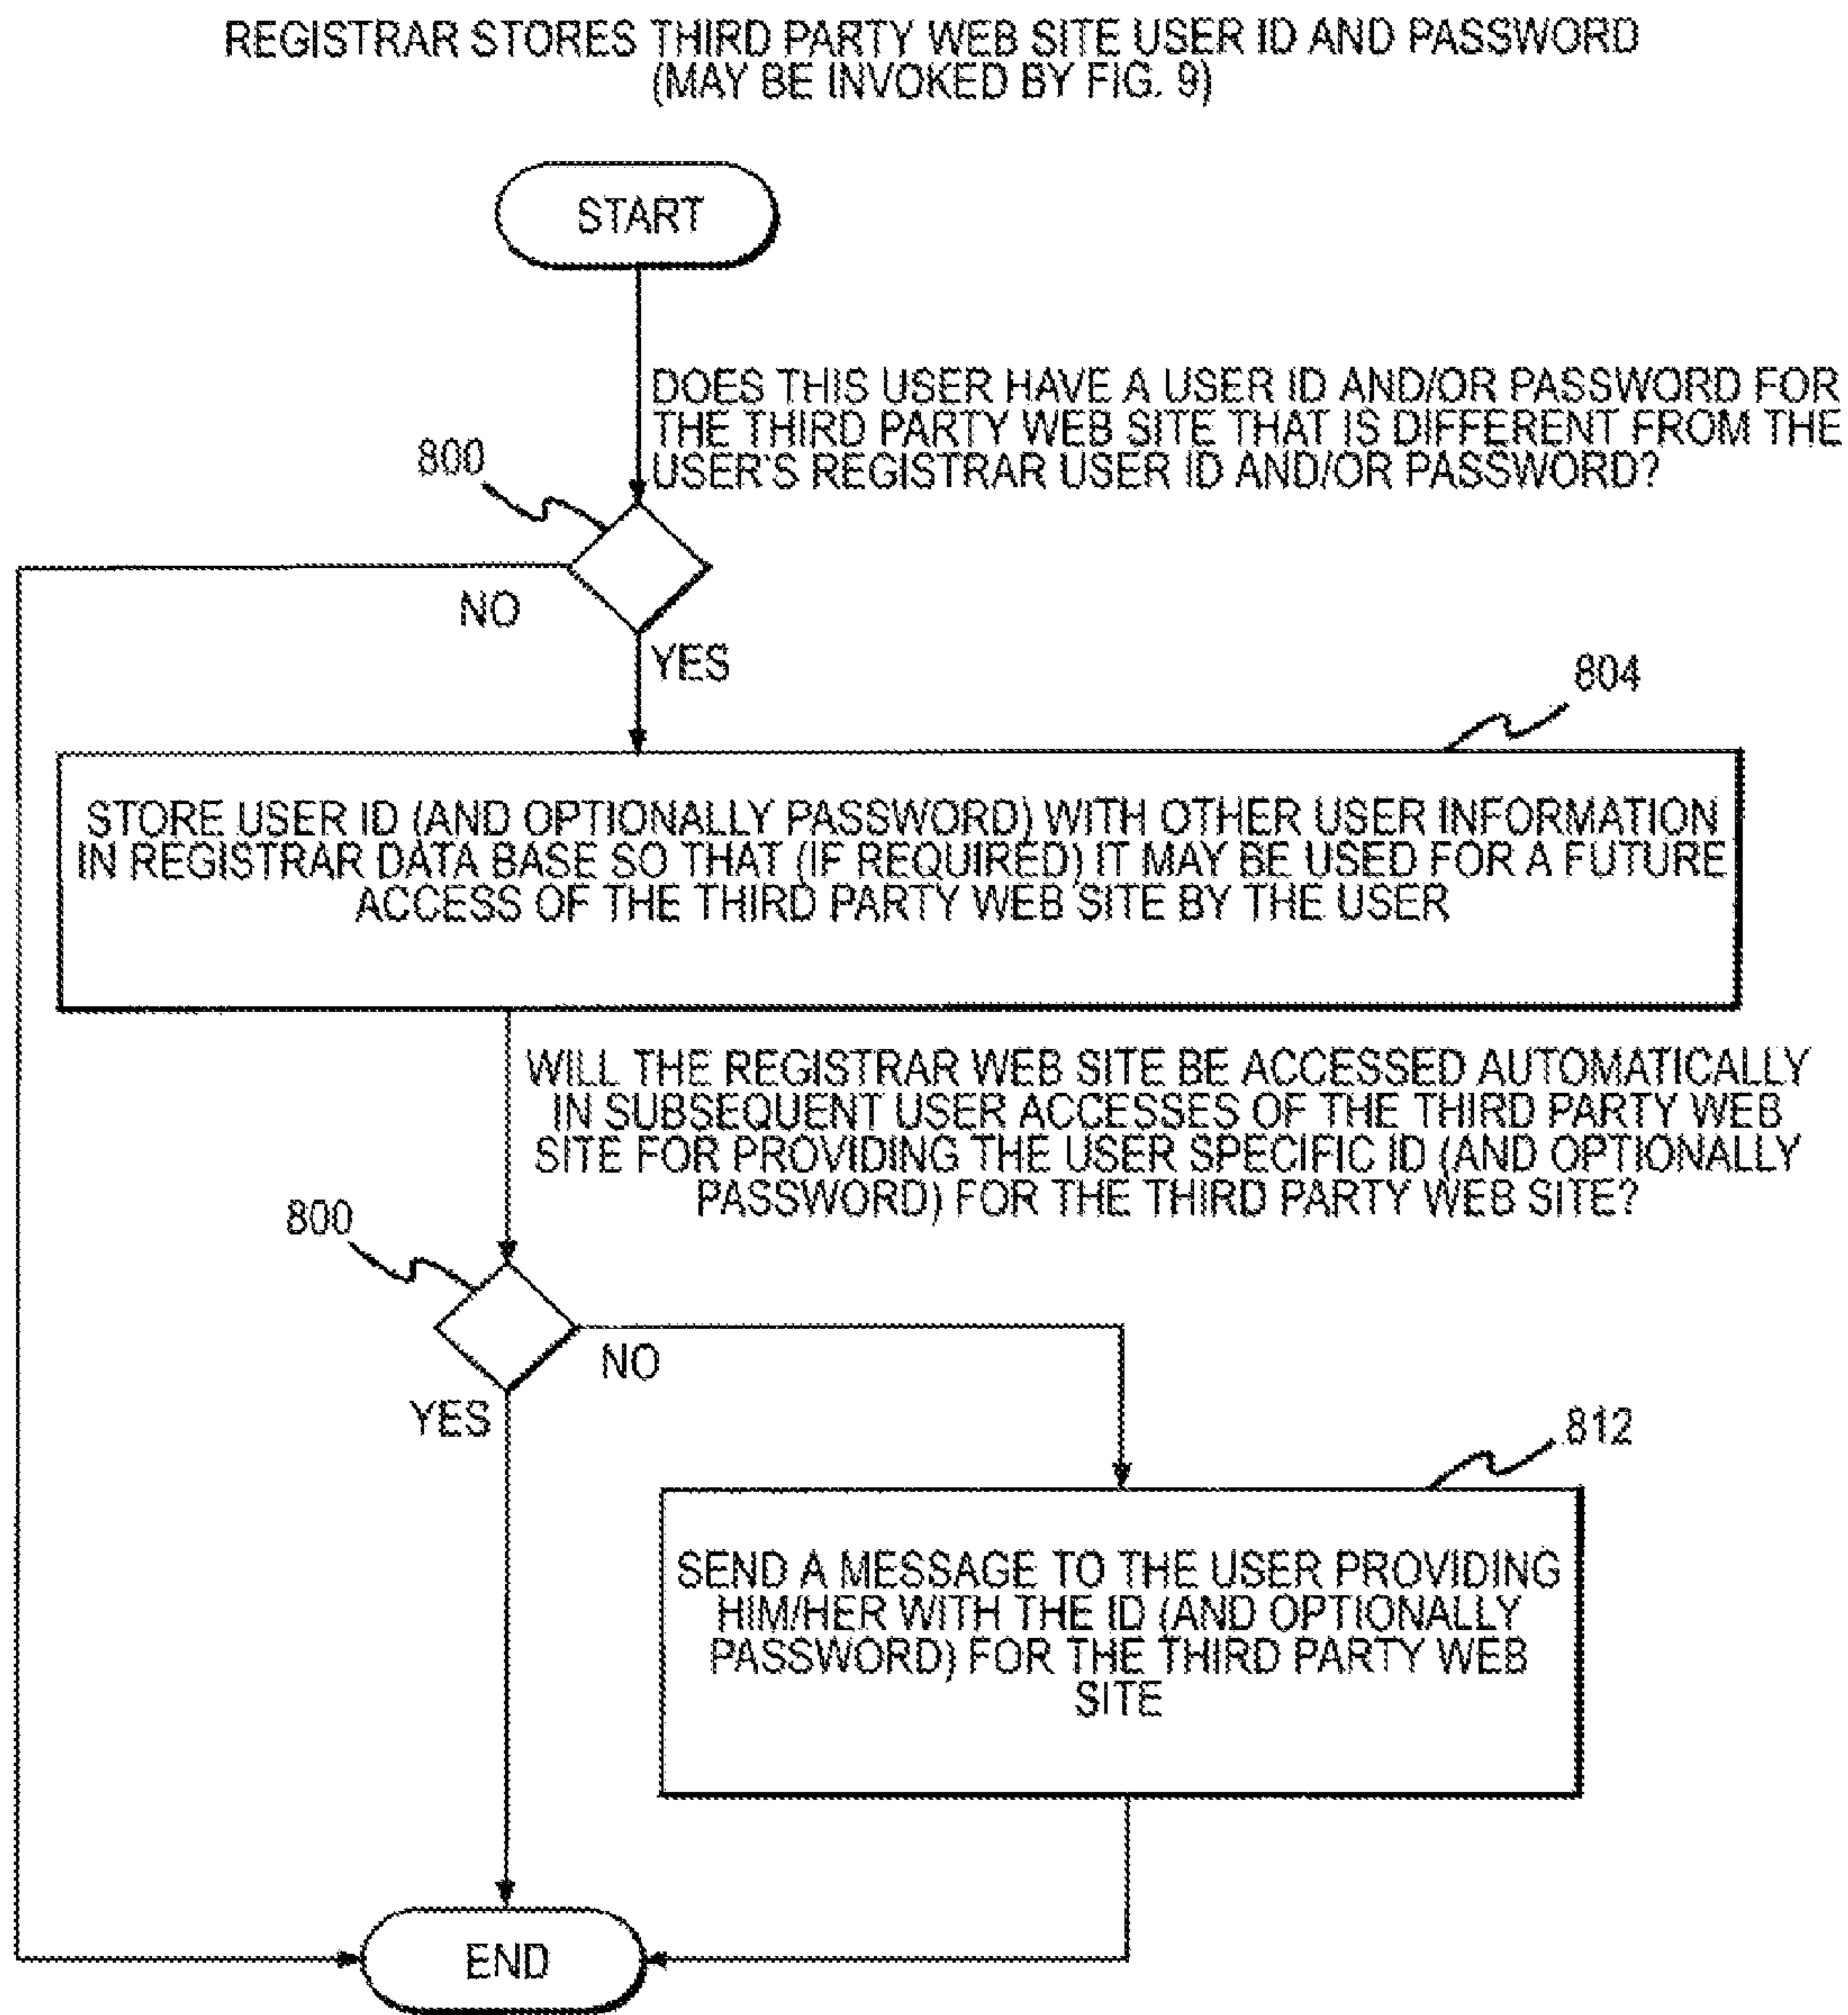 REGISTRAR STORES THIRD PARTY WEB SITE USER ID AND PASSWORD
(MAY BE INVOKED BY FIG. 9)
START
DOES THIS USER HAVE A USER ID AND/OR PASSWORD FOR
THE THIRD PARTY WEB SITE THAT IS DIFFERENT FROM THE
USER'S REGISTRAR USER ID AND/OR PASSWORD?
800
NO
YES
804
STORE USER ID (AND OPTIONALLY PASSWORD) WITH OTHER USER INFORMATION
IN REGISTRAR DATA BASE SO THAT (IF REQUIRED) IT MAY BE USED FOR A FUTURE
ACCESS OF THE THIRD PARTY WEB SITE BY THE USER
WILL THE REGISTRAR WEB SITE BE ACCESSED AUTOMATICALLY
IN SUBSEQUENT USER ACCESSES OF THE THIRD PARTY WEB
SITE FOR PROVIDING THE USER SPECIFIC ID (AND OPTIONALLY
PASSWORD) FOR THE THIRD PARTY WEB SITE?
800
NO
YES
812
SEND A MESSAGE TO THE USER PROVIDING
HIM/HER WITH THE ID (AND OPTIONALLY
PASSWORD) FOR THE THIRD PARTY WEB
SITE
END